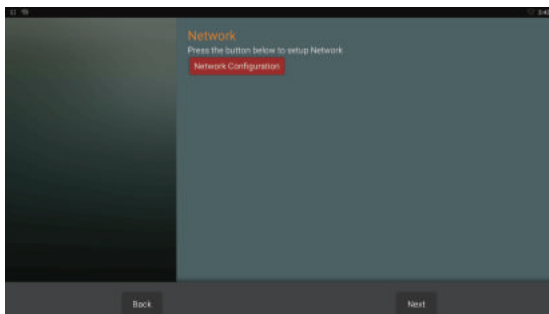 Network
Press the button below to setup Network
Network Configuration
Back
Next